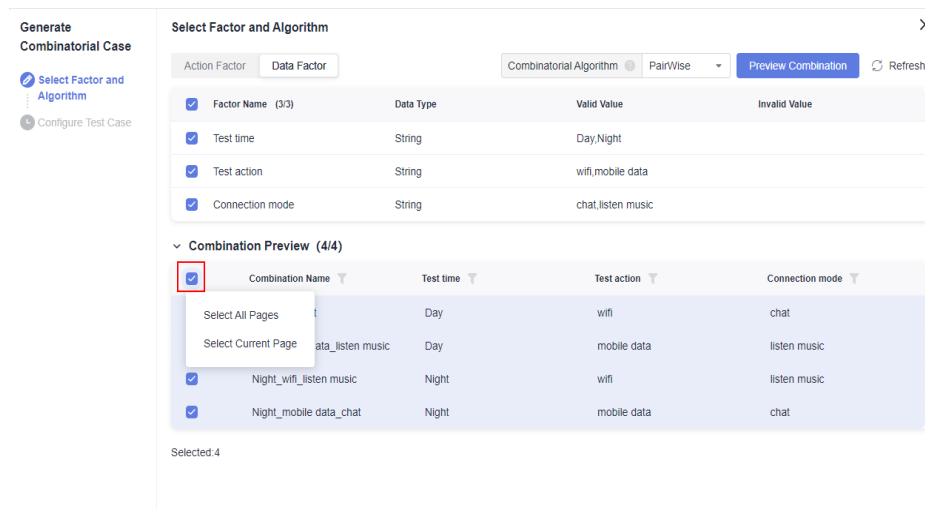 Generate
Combinatorial Case
Select Factor and
Algorithm
Configure Test Case
Select Factor and Algorithm
Action Factor Data Factor Combinatorial Algorithm PairWise Preview Combination Refresh
Factor Name (3/3) Data Type Valid Value Invalid Value
Test time String Day,Night
Test action String wifi,mobile data
Connection mode String chat,listen music
Combination Preview (4/4)
Combination Name Test time Test action Connection mode
Select All Pages t Day wifi chat
Select Current Page ata_listen music Day mobile data listen music
Night_wifi_listen music Night wifi listen music
Night_mobile data_chat Night mobile data chat
Selected:4